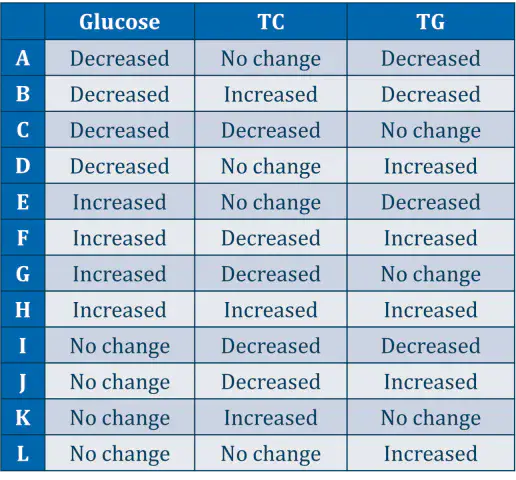 Glucose TC TG
A Decreased No change Decreased
B Decreased Increased Decreased
C Decreased Decreased No change
D Decreased No change Increased
E Increased No change Decreased
F Increased Decreased Increased
G Increased Decreased No change
H Increased Increased Increased
I No change Decreased Decreased
J No change Decreased Increased
K No change Increased No change
L No change No change Increased